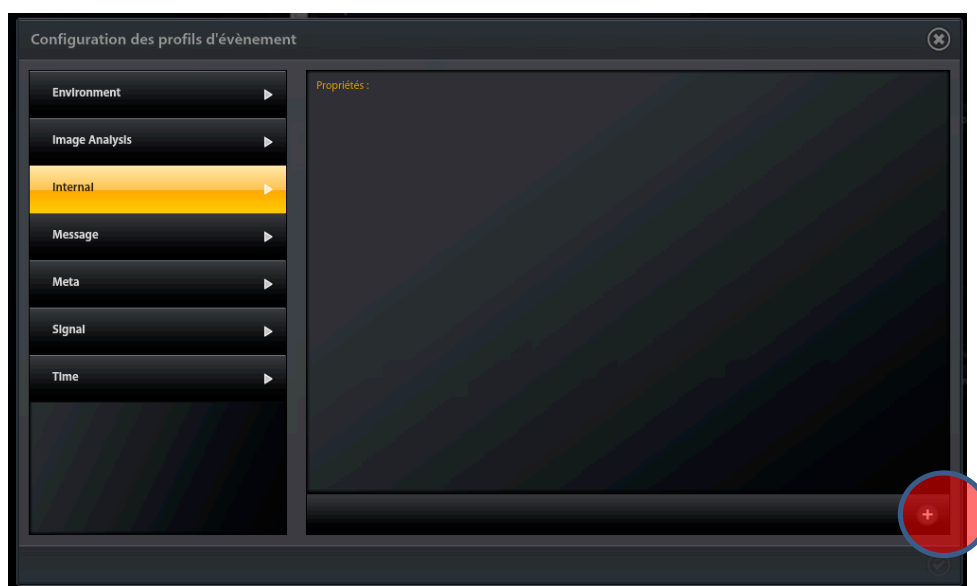 Configuration des profils d'évènement
Environment
Image Analysis
Internal
Message
Meta
Signal
Time
Propriétés :
+